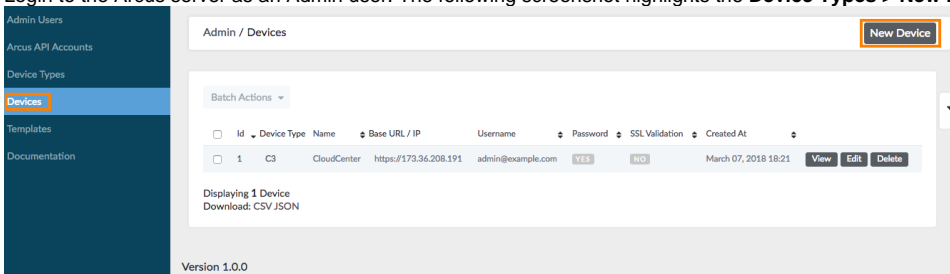 Login to the Arcus server as an Admin user. The following screenshot highlights the Device Types > New
Admin Users
Arcus API Accounts
Device Types
Devices
Templates
Documentation
Admin / Devices
New Device
Batch Actions
Id Device Type Name Base URL / IP Username Password SSL Validation Created At
1 C3 CloudCenter https://173.36.208.191 admin@example.com YES NO March 07, 2018 18:21 View Edit Delete
Displaying 1 Device
Download: CSV JSON
Version 1.0.0